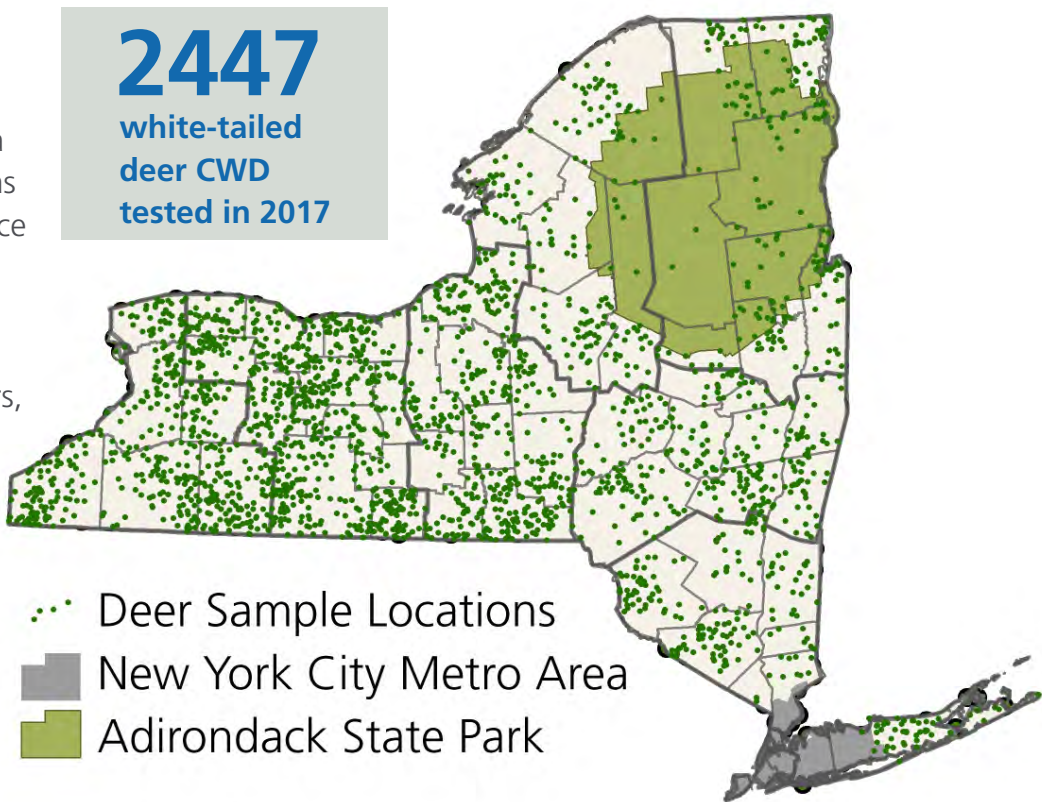 2447
white-tailed
deer CWD
tested in 2017
ce
s,
Deer Sample Locations
New York City Metro Area
Adirondack State Park